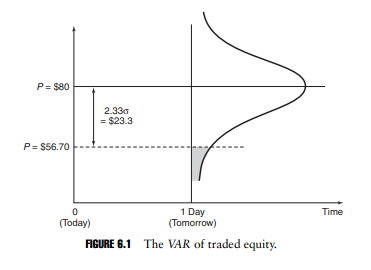 P = $80
2.33σ
= $23.3
P = $56.70
0
(Today)
1 Day
(Tomorrow)
Time
FIGURE 6.1 The VAR of traded equity.